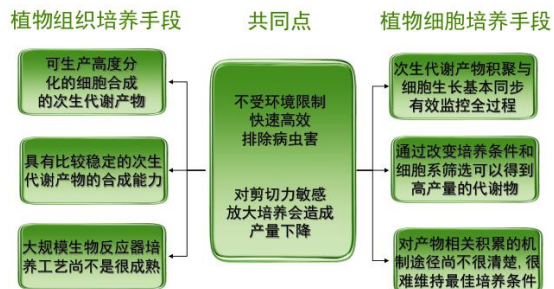 植物组织培养手段
共同点
植物细胞培养手段
可生产高度分
化的细胞合成
的次生代谢产物
具有比较稳定的次生
代谢产物的合成能力
大规模生物反应器培
养工艺尚不是很成熟
不受环境限制
快速高效
排除病虫害
对剪切力敏感
放大培养会造成
产量下降
次生代谢产物积聚与
细胞生长基本同步
有效监控全过程
通过改变培养条件和
细胞系筛选可以得到
高产量的代谢物
对产物相关积累的机
制途径尚不很清楚,很
难维持最佳培养条件